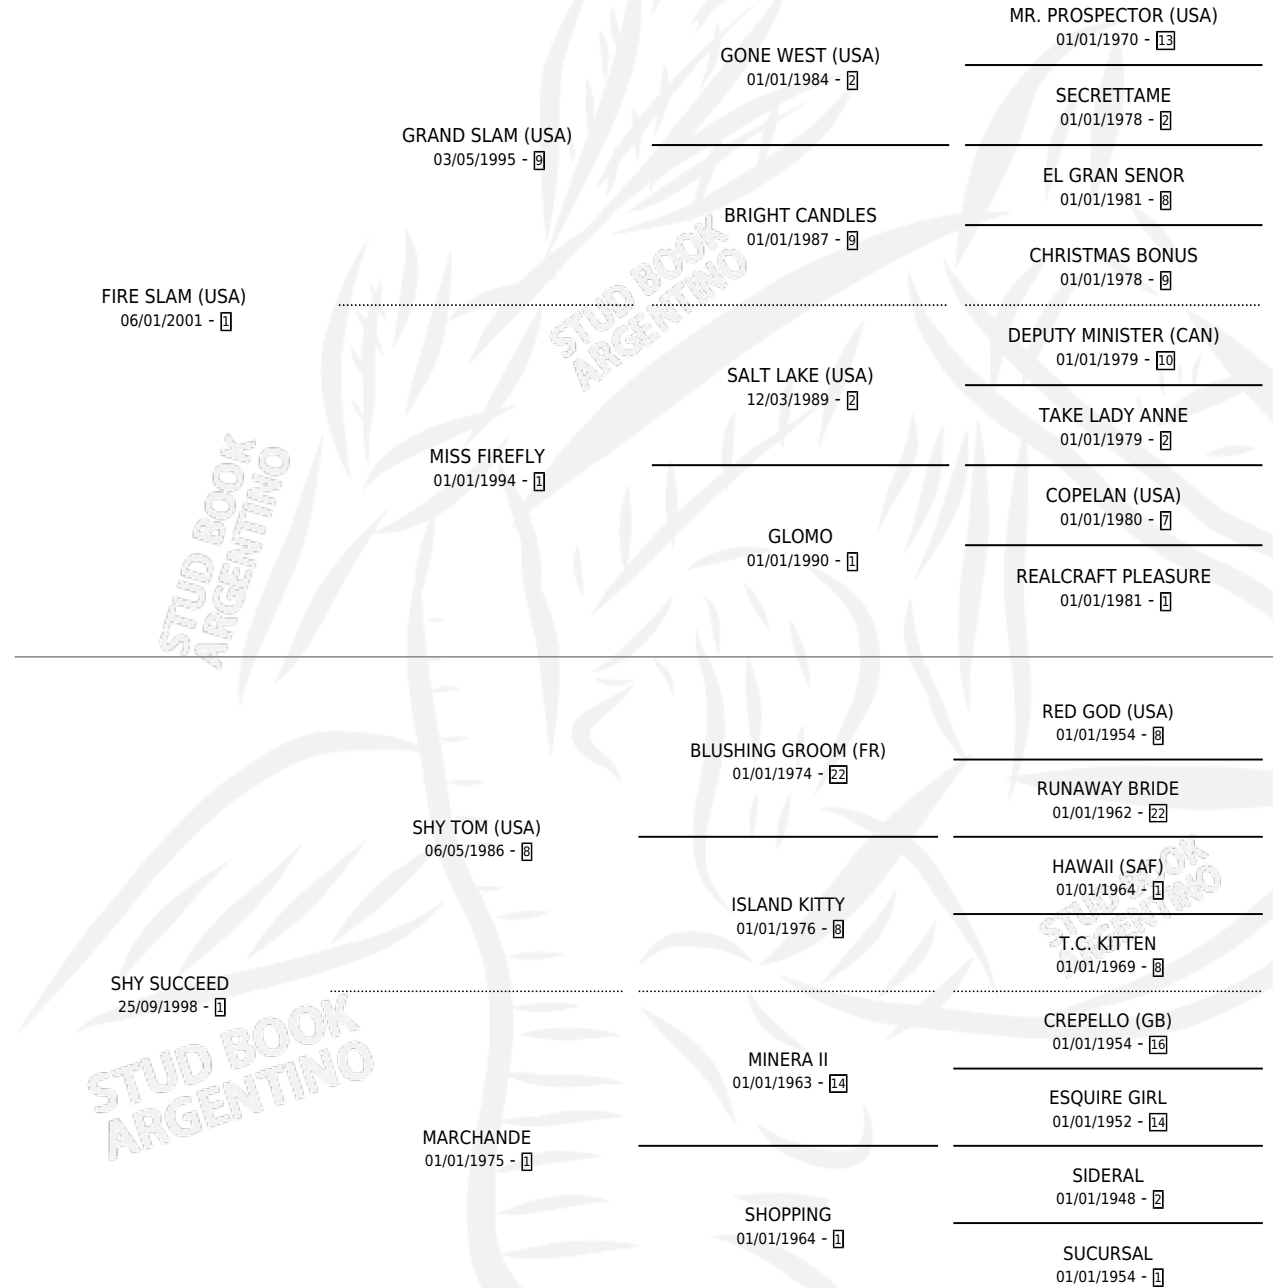 MR. PROSPECTOR (USA)
01/01/1970 - 13
GONE WEST (USA)
01/01/1984 - 2
SECRETTAME
01/01/1978 - 2
GRAND SLAM (USA)
03/05/1995 - 9
EL GRAN SENOR
01/01/1981 - 8
BRIGHT CANDLES
01/01/1987 - 9
CHRISTMAS BONUS
01/01/1978 - 9
FIRE SLAM (USA)
06/01/2001 - 1
STUD BOOK
ARGENTINO
DEPUTY MINISTER (CAN)
01/01/1979 - 10
SALT LAKE (USA)
12/03/1989 - 2
TAKE LADY ANNE
01/01/1979 - 2
MISS FIREFLY
01/01/1994 - 1
COPELAN (USA)
01/01/1980 - 7
GLOMO
01/01/1990 - 1
REALCRAFT PLEASURE
01/01/1981 - 1
STUD BOOK
ARGENTINO
RED GOD (USA)
01/01/1954 - 8
BLUSHING GROOM (FR)
01/01/1974 - 22
RUNAWAY BRIDE
01/01/1962 - 22
SHY TOM (USA)
06/05/1986 - 8
HAWAII (SAF)
01/01/1964 - 1
ISLAND KITTY
01/01/1976 - 8
STUD BOOK
ARGENTINO
T.C. KITTEN
01/01/1969 - 8
SHY SUCCEED
25/09/1998 - 1
CREPELLO (GB)
01/01/1954 - 16
MINERA II
01/01/1963 - 14
STUD BOOK
ARGENTINO
ESQUIRE GIRL
01/01/1952 - 14
MARCHANDE
01/01/1975 - 1
SIDERAL
01/01/1948 - 2
SHOPPING
01/01/1964 - 1
SUCURSAL
01/01/1954 - 1